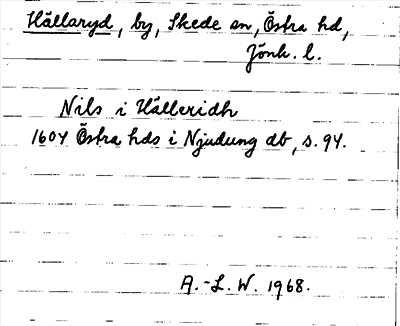 Hällaryd, by, Skede sn, Östra hd,
Jönk. l.
Nils i Hälleridh
1604 Östra hds i Njudung db, s. 94.
A.-L. W. 1968.